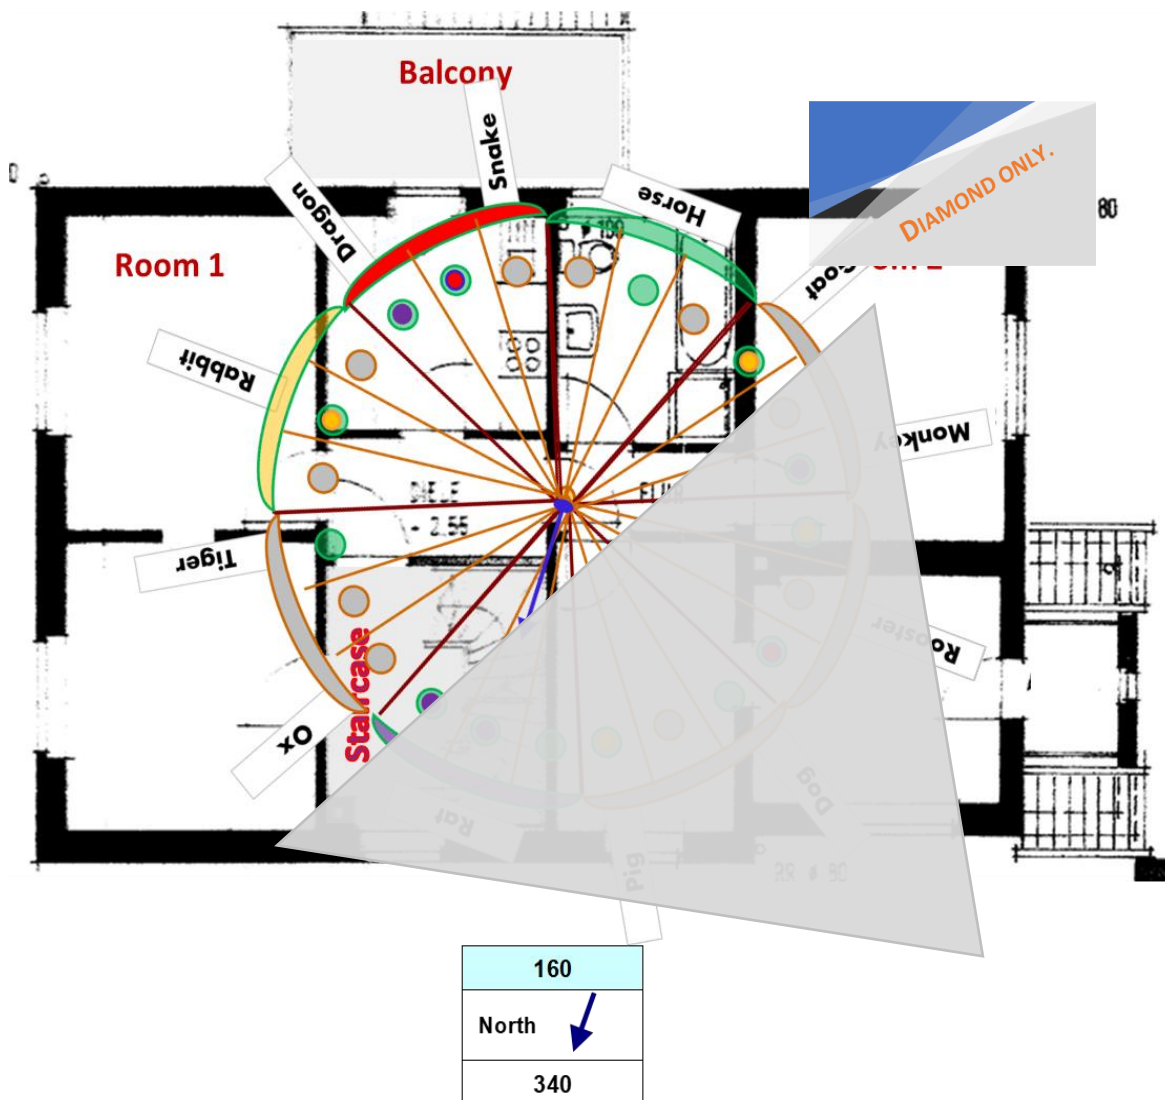 Balcony
Snake
Dragon
Horse
DIAMOND ONLY.
80
Room 1
Goat
Rabbit
Monkey
- 2.55
Tiger
Rooster
Staircase
Ox
Dog
Rat
Pig
160
North
340